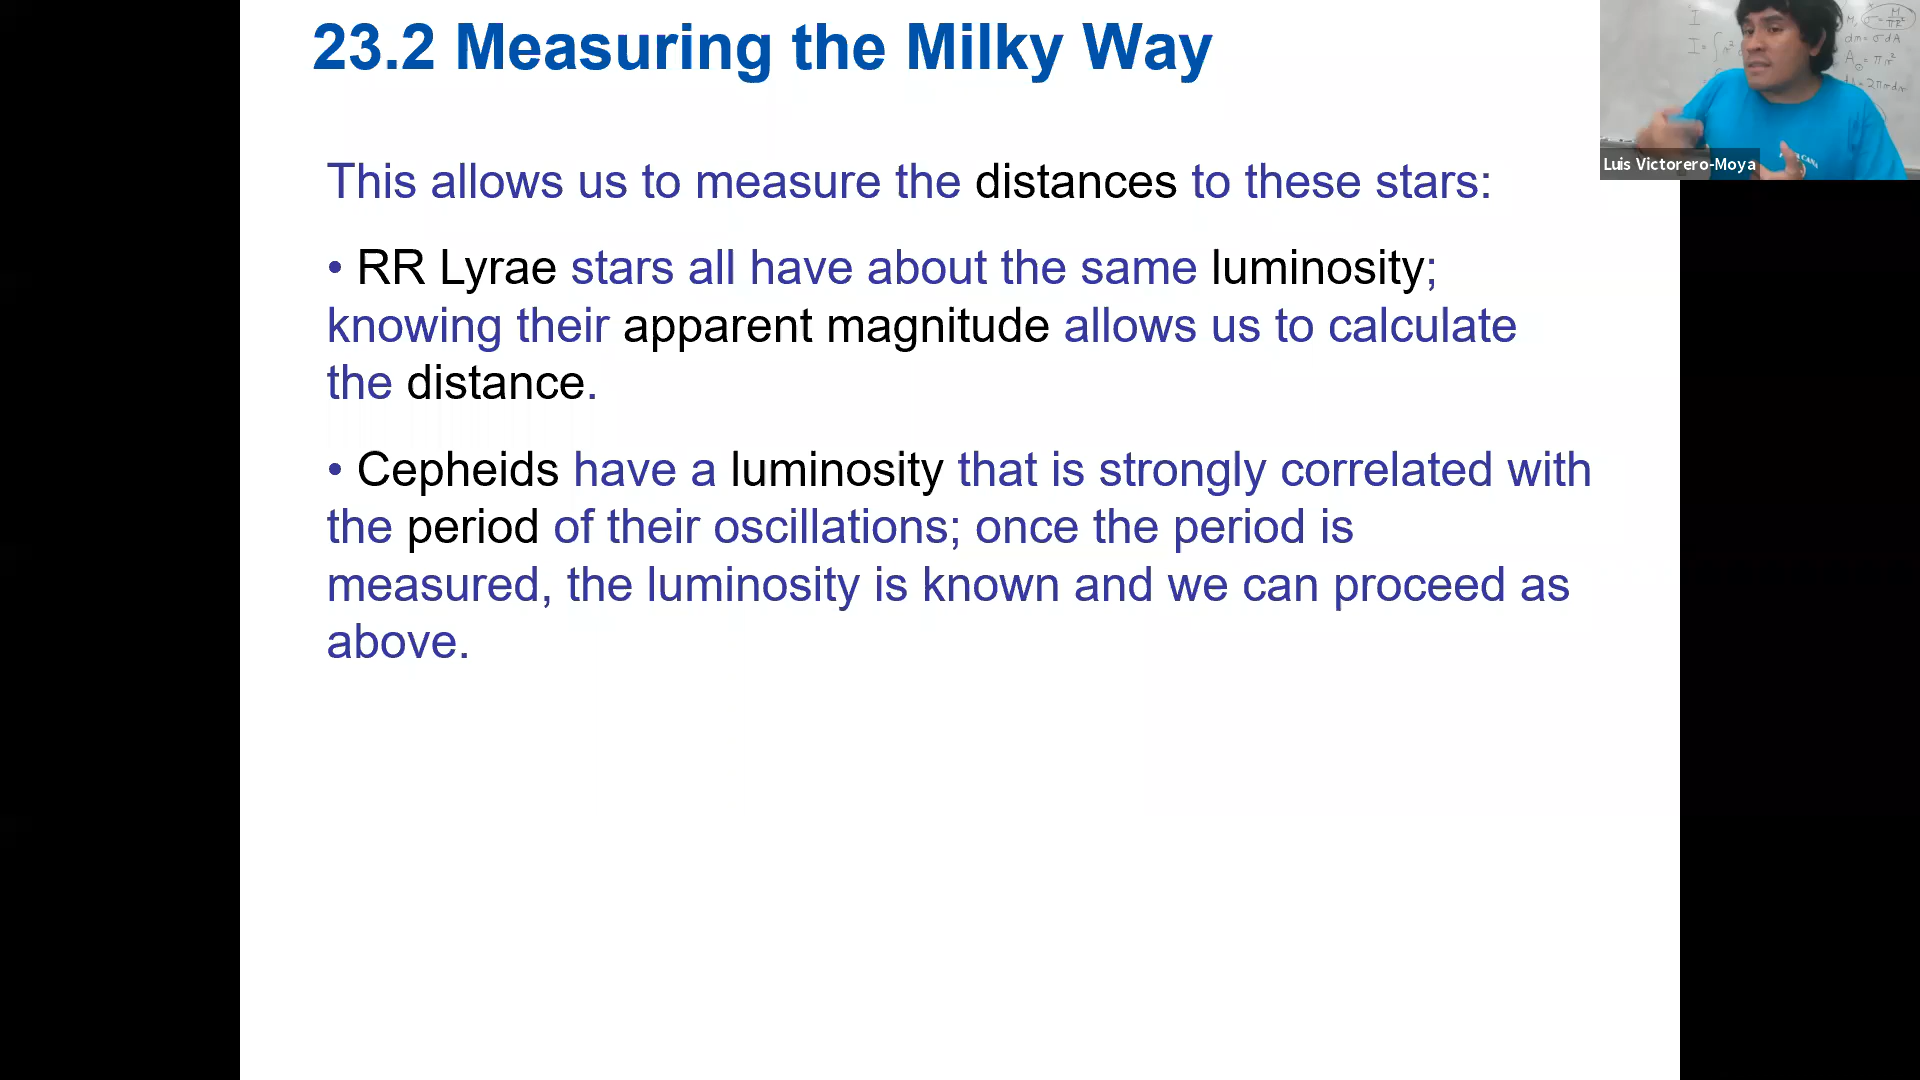 23.2 Measuring the Milky Way
This allows us to measure the distances to these stars:
• RR Lyrae stars all have about the same luminosity;
knowing their apparent magnitude allows us to calculate
the distance.
• Cepheids have a luminosity that is strongly correlated with
the period of their oscillations; once the period is
measured, the luminosity is known and we can proceed as
above.
Luis Victorero-Moya
dm = σdA